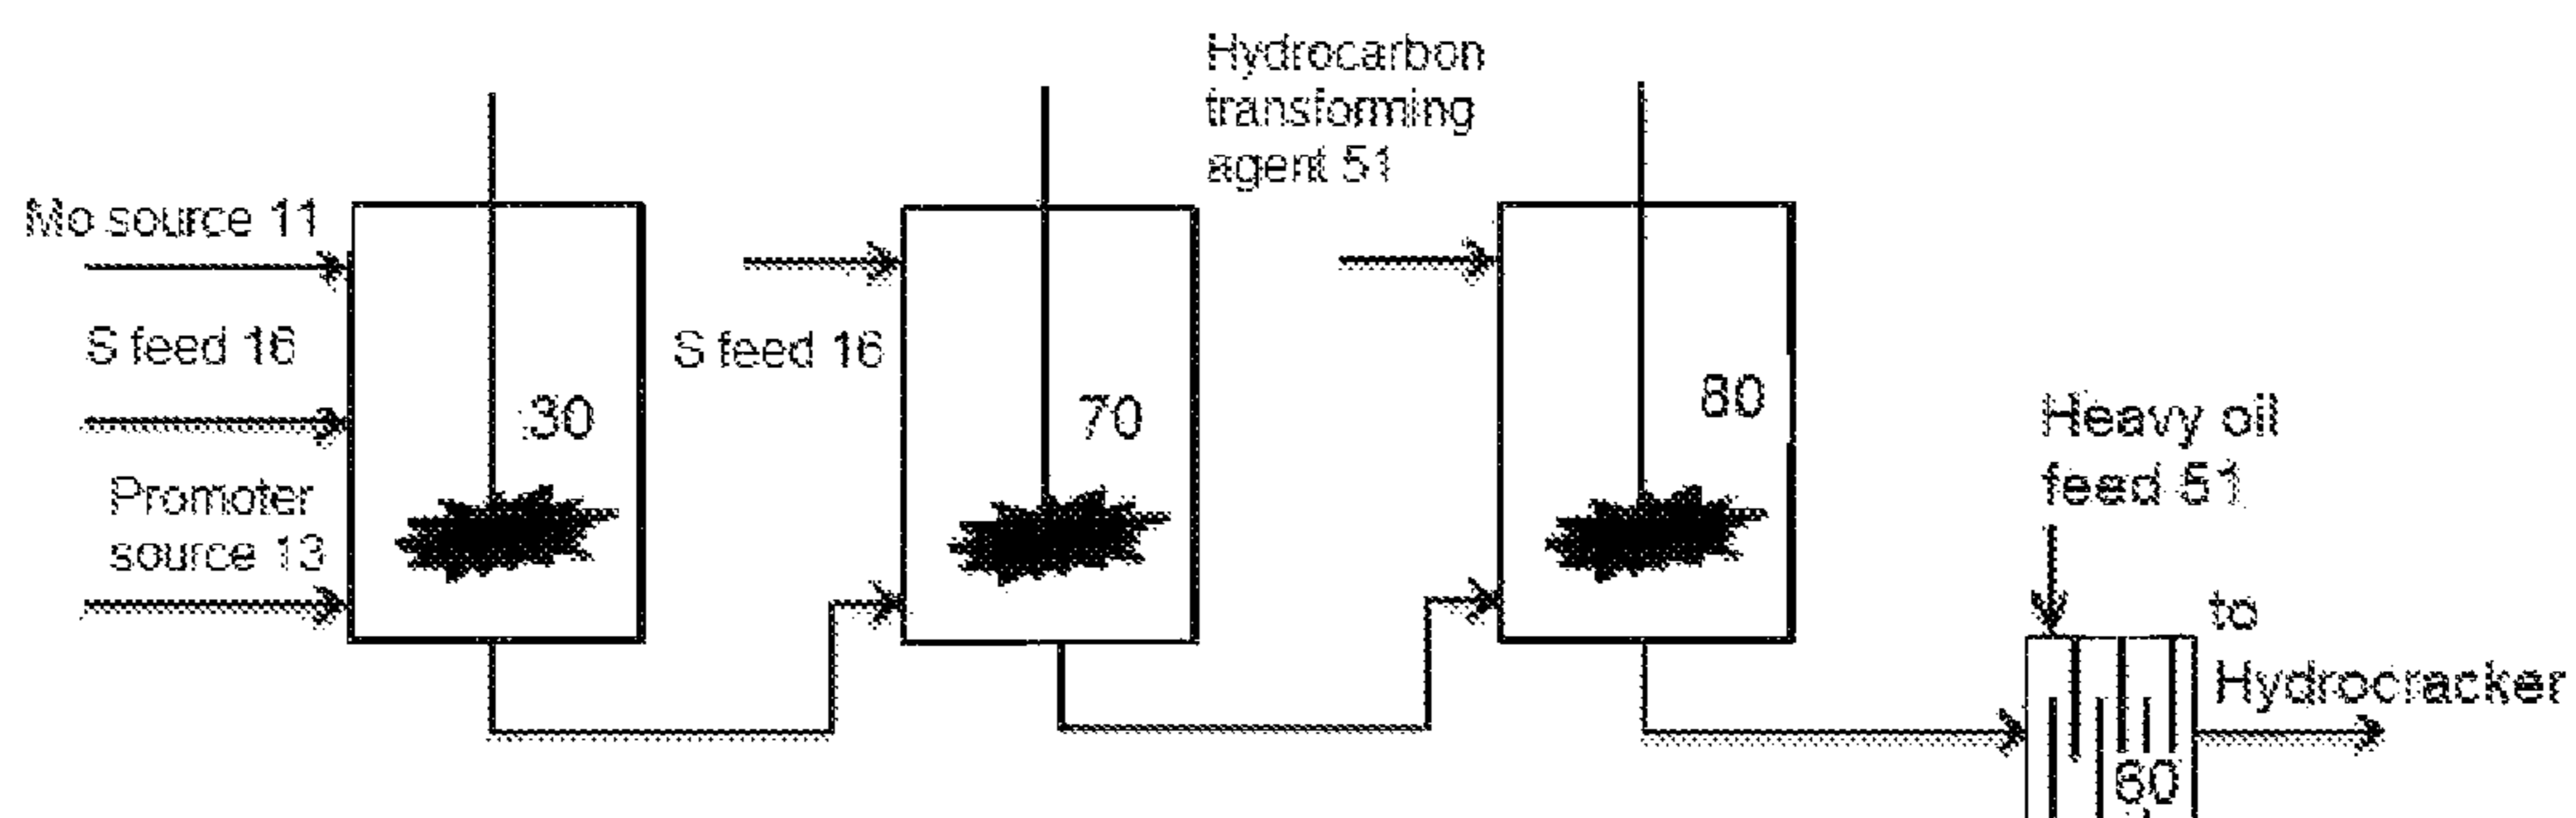 Hydrocarbon
transforming
agent 51
Mo source 11
S feed 16
Promoter
source 13
30
S feed 16
70
80
Heavy oil
feed 51
to
Hydrocracker
60